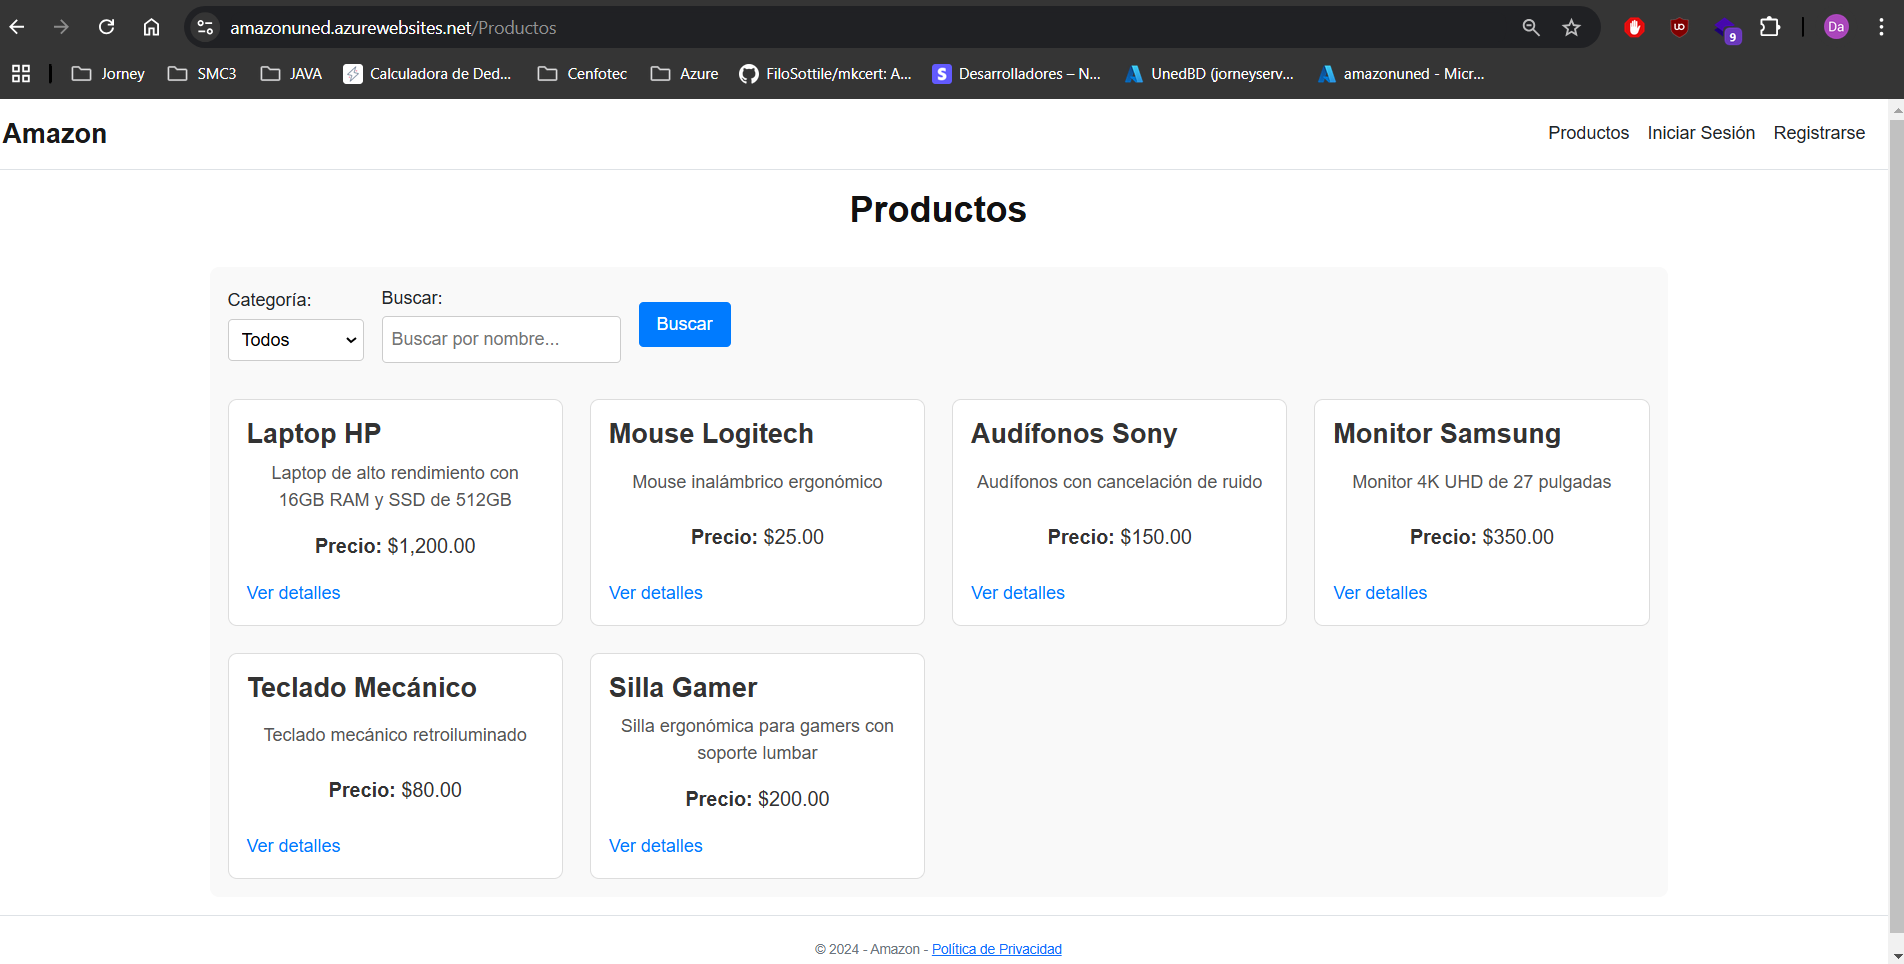 amazonuned.azurewebsites.net/Productos
Da
9
Jorney
SMC3
JAVA
Calculadora de Ded...
Cenfotec
Azure
FiloSottile/mkcert: A...
S
Desarrolladores – N...
UnedBD (jorneyserv...
amazonuned - Micr...
Amazon
Productos
Iniciar Sesión
Registrarse
Productos
Categoría:
Buscar:
Todos
Buscar por nombre...
Buscar
Laptop HP
Laptop de alto rendimiento con
16GB RAM y SSD de 512GB
Precio: $1,200.00
Ver detalles
Mouse Logitech
Mouse inalámbrico ergonómico
Precio: $25.00
Ver detalles
Audífonos Sony
Audífonos con cancelación de ruido
Precio: $150.00
Ver detalles
Monitor Samsung
Monitor 4K UHD de 27 pulgadas
Precio: $350.00
Ver detalles
Teclado Mecánico
Teclado mecánico retroiluminado
Precio: $80.00
Ver detalles
Silla Gamer
Silla ergonómica para gamers con
soporte lumbar
Precio: $200.00
Ver detalles
© 2024 - Amazon - Política de Privacidad